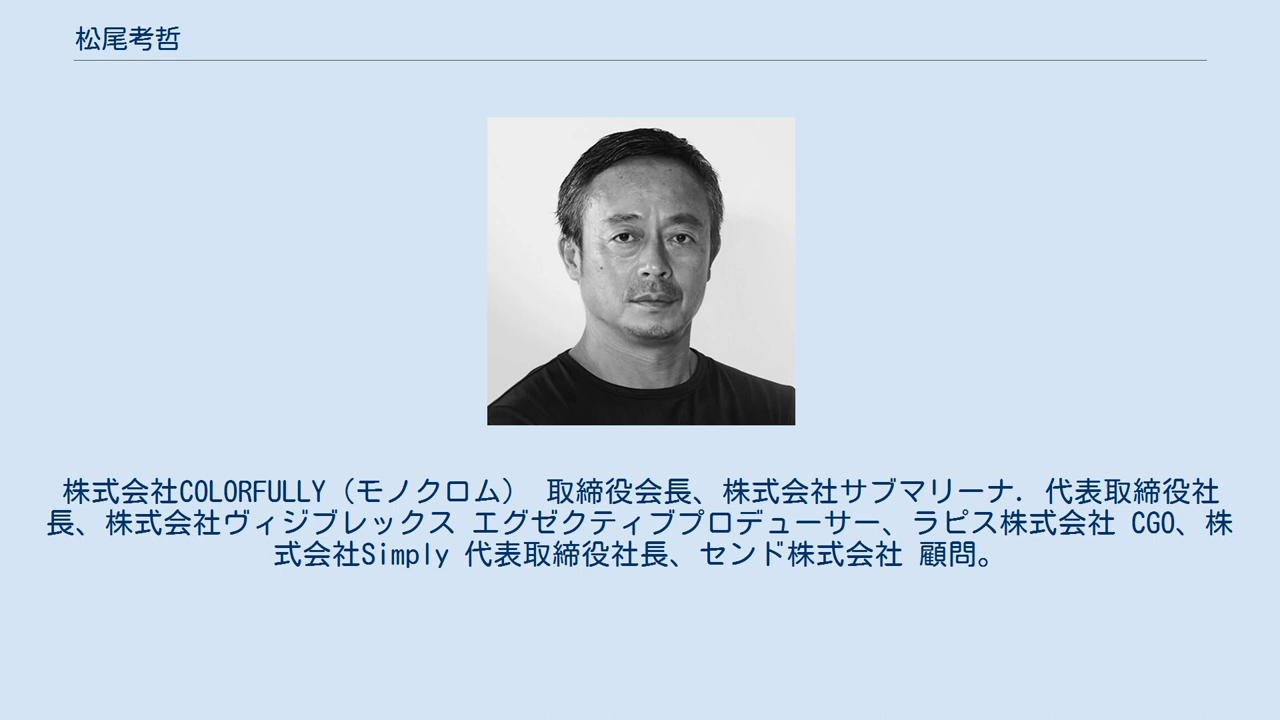 松尾考哲
株式会社COLORFULLY（モノクロム） 取締役会長、株式会社サブマリーナ. 代表取締役社
長、株式会社ヴィジブレックス エグゼクティブプロデューサー、ラピス株式会社 CGO、株
式会社Simply 代表取締役社長、センド株式会社 顧問。